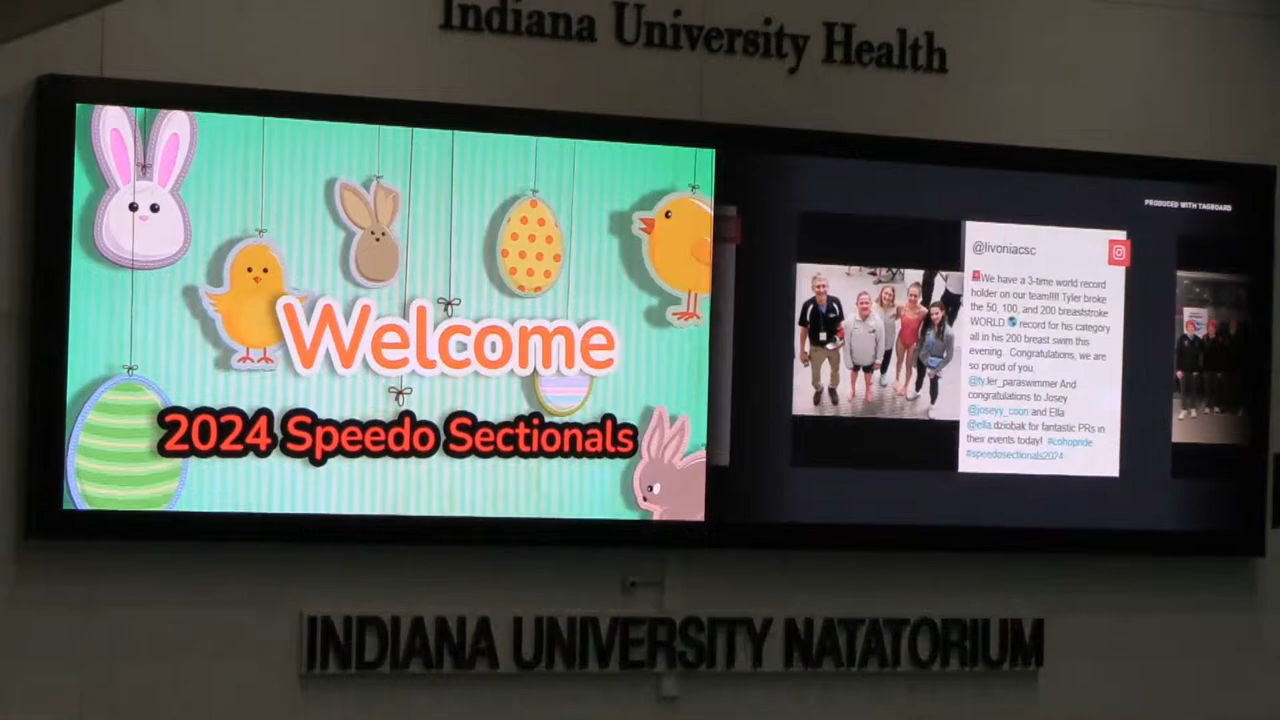 Indiana University Health
Welcome
2024 Speedo Sectionals
PRODUCED WITH TAGBOARD
@livoniacsc
🚨We have a 3-time world record
holder on our team!!!! Tyler broke
the 50, 100, and 200 breaststroke
WORLD 🌎 record for his category
all in his 200 breast swim this
evening. Congratulations, we are
so proud of you,
@ty.ler_paraswimmer And
congratulations to Josey
@joseyy_coon and Ella
@ella.dziobak for fantastic PRs in
their events today! #cohopride
#speedosectionals2024
INDIANA UNIVERSITY NATATORIUM